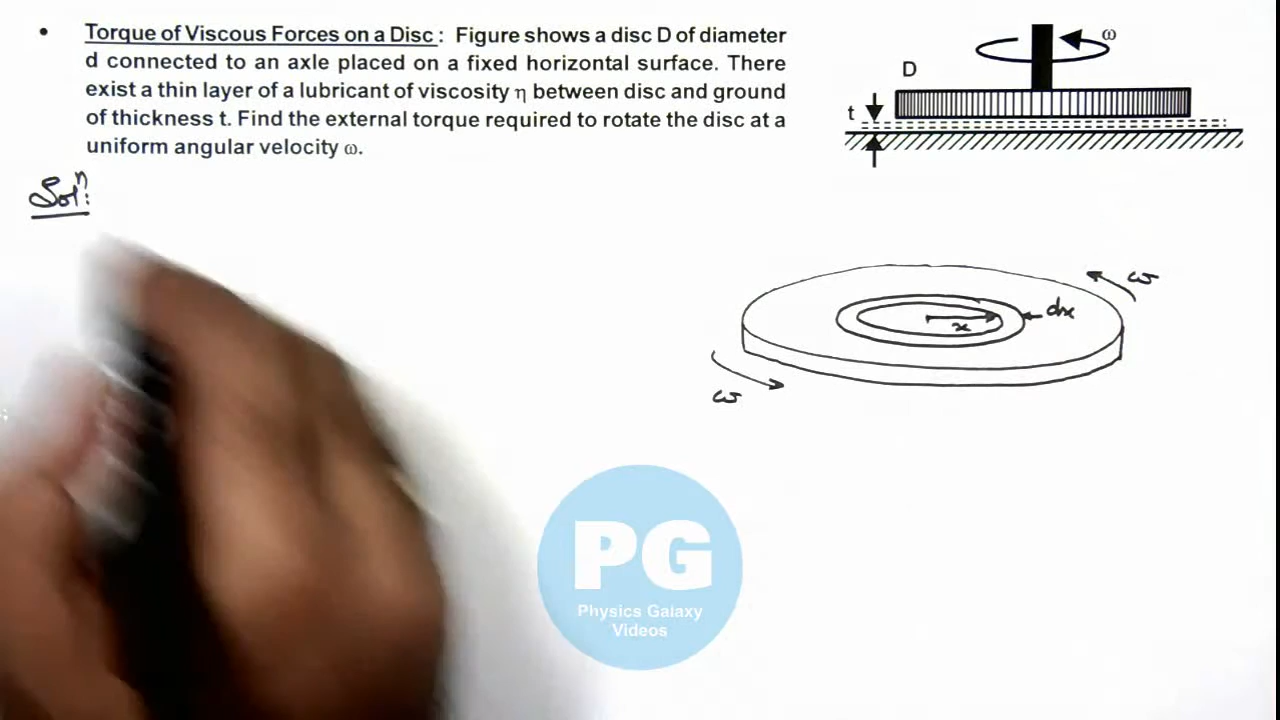 • Torque of Viscous Forces on a Disc : Figure shows a disc D of diameter
d connected to an axle placed on a fixed horizontal surface. There
exist a thin layer of a lubricant of viscosity η between disc and ground
of thickness t. Find the external torque required to rotate the disc at a
uniform angular velocity ω.
ω
D
t
Solⁿ:
ω
dx
x
ω
PG
Physics Galaxy
Videos